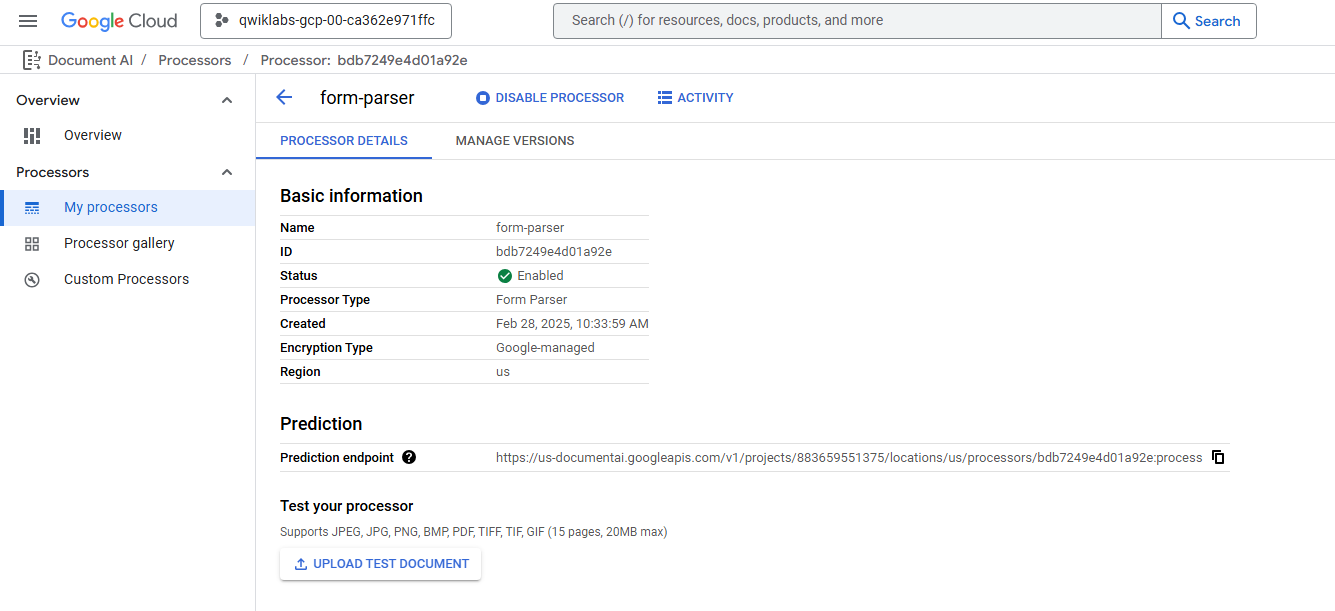 Google Cloud
qwiklabs-gcp-00-ca362e971ffc
Search (/) for resources, docs, products, and more
Search
Document AI / Processors / Processor: bdb7249e4d01a92e
Overview
Overview
Processors
My processors
Processor gallery
Custom Processors
form-parser
DISABLE PROCESSOR
ACTIVITY
PROCESSOR DETAILS
MANAGE VERSIONS
Basic information
Name form-parser
ID bdb7249e4d01a92e
Status Enabled
Processor Type Form Parser
Created Feb 28, 2025, 10:33:59 AM
Encryption Type Google-managed
Region us
Prediction
Prediction endpoint ? https://us-documentai.googleapis.com/v1/projects/883659551375/locations/us/processors/bdb7249e4d01a92e:process
Test your processor
Supports JPEG, JPG, PNG, BMP, PDF, TIFF, TIF, GIF (15 pages, 20MB max)
UPLOAD TEST DOCUMENT